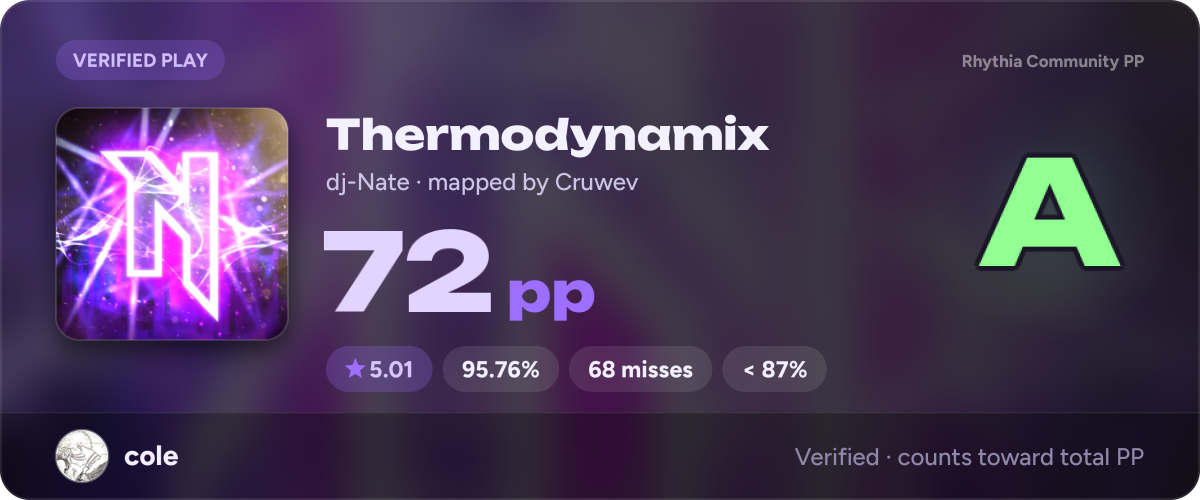 VERIFIED PLAY
Rhythia Community PP
Thermodynamix
dj-Nate · mapped by Cruwev
72 pp
★ 5.01
95.76%
68 misses
< 87%
A
N
cole
Verified · counts toward total PP